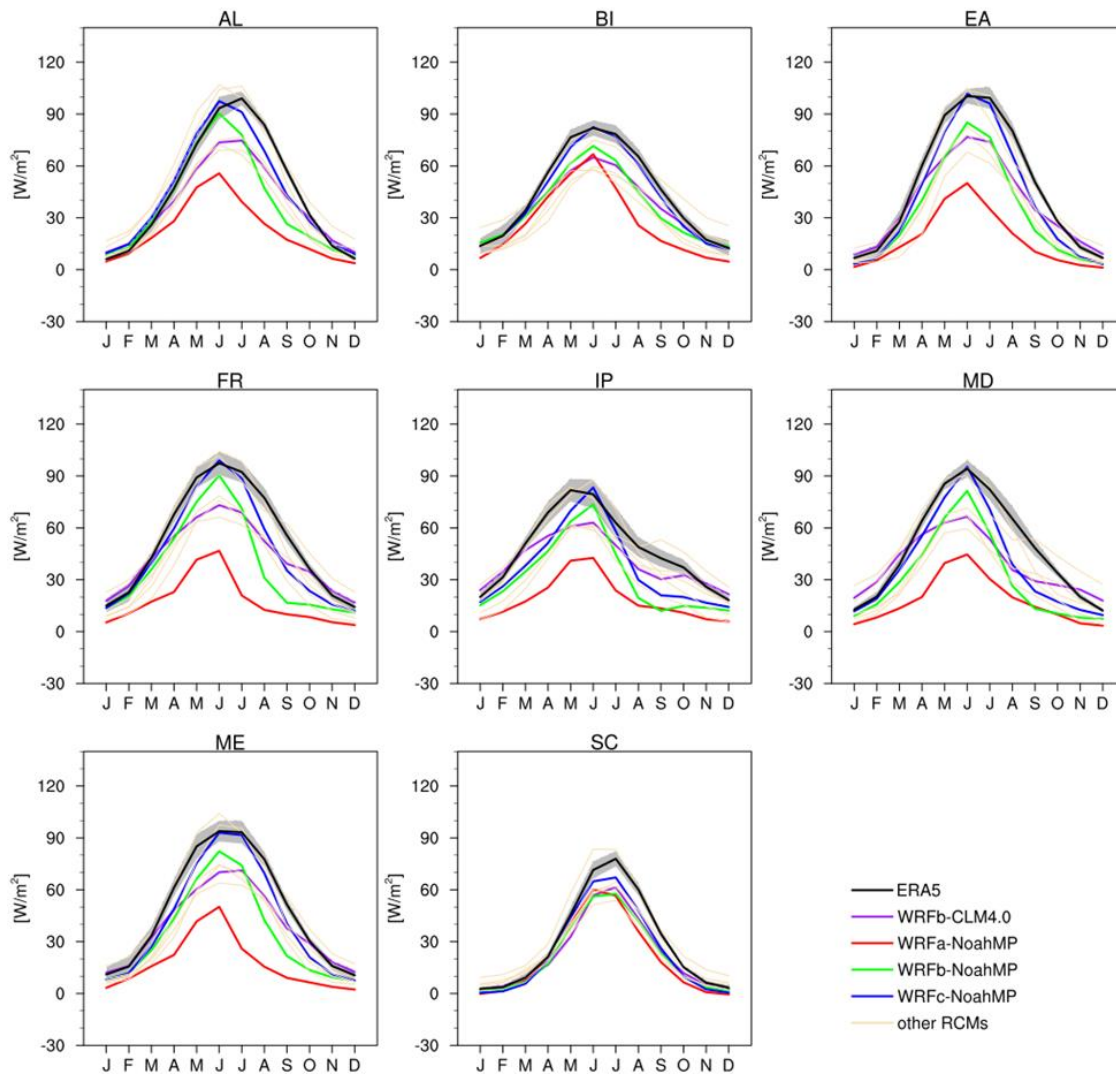 AL BI EA
120 120 120
90 90 90
60 60 60
[W/m²] [W/m²] [W/m²]
30 30 30
0 0 0
-30 -30 -30
J F M A M J J A S O N D J F M A M J J A S O N D J F M A M J J A S O N D
FR IP MD
120 120 120
90 90 90
60 60 60
[W/m²] [W/m²] [W/m²]
30 30 30
0 0 0
-30 -30 -30
J F M A M J J A S O N D J F M A M J J A S O N D J F M A M J J A S O N D
ME SC
120 120
90 90
60 60
[W/m²] [W/m²]
30 30
0 0
-30 -30
J F M A M J J A S O N D J F M A M J J A S O N D
ERA5
WRFb-CLM4.0
WRFa-NoahMP
WRFb-NoahMP
WRFc-NoahMP
other RCMs